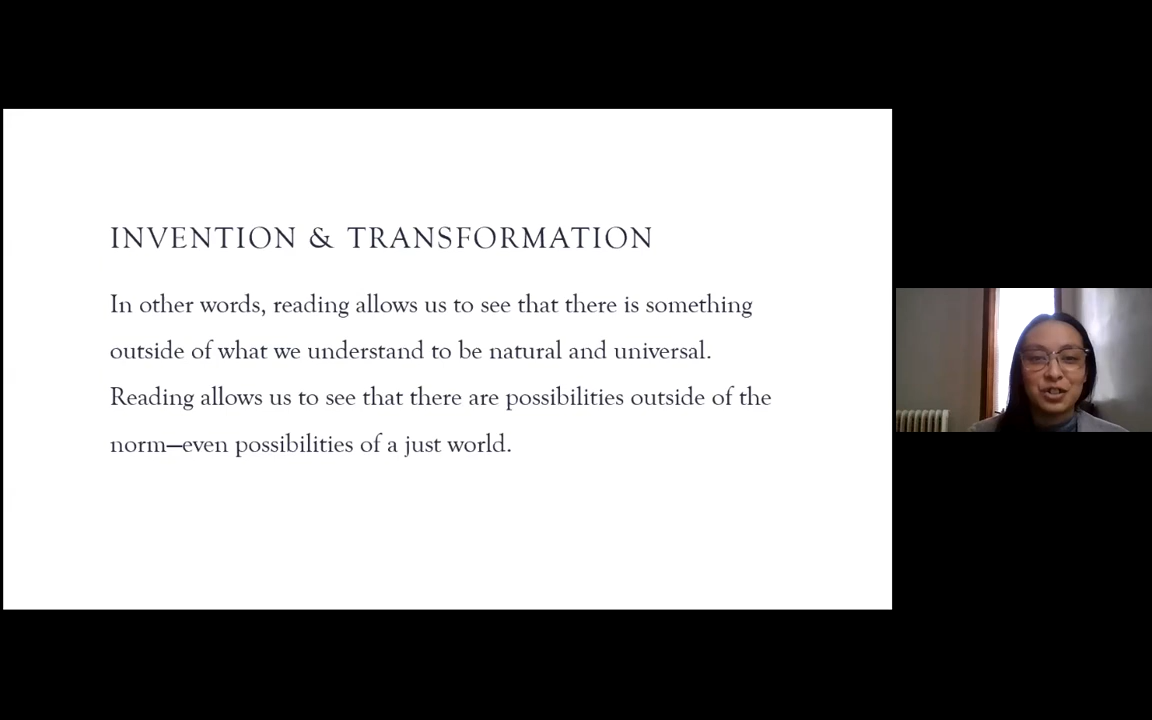 INVENTION & TRANSFORMATION
In other words, reading allows us to see that there is something
outside of what we understand to be natural and universal.
Reading allows us to see that there are possibilities outside of the
norm—even possibilities of a just world.